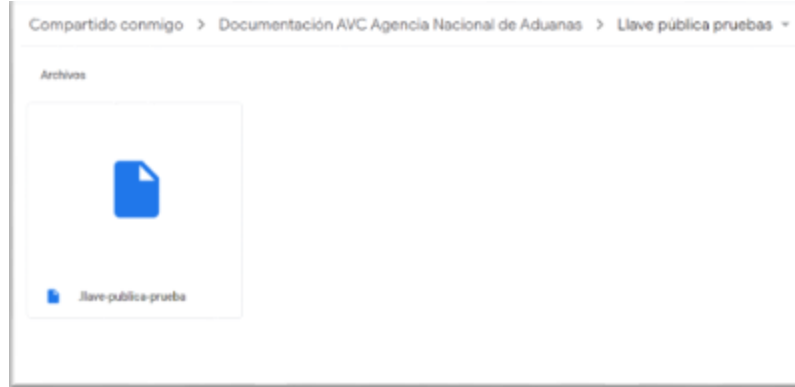 Compartido conmigo > Documentación AVC Agencia Nacional de Aduanas > Llave pública pruebas
Archivos
.llave-publica-prueba